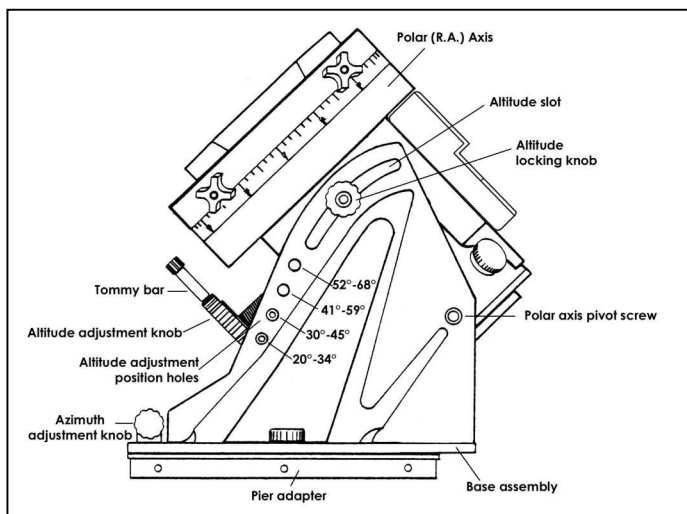 Polar (R.A.) Axis
Altitude slot
Altitude
locking knob
52°-68°
Tommy bar
41°-59°
Altitude adjustment knob
30°-45°
Polar axis pivot screw
Altitude adjustment
position holes
20°-34°
Azimuth
adjustment knob
Base assembly
Pier adapter